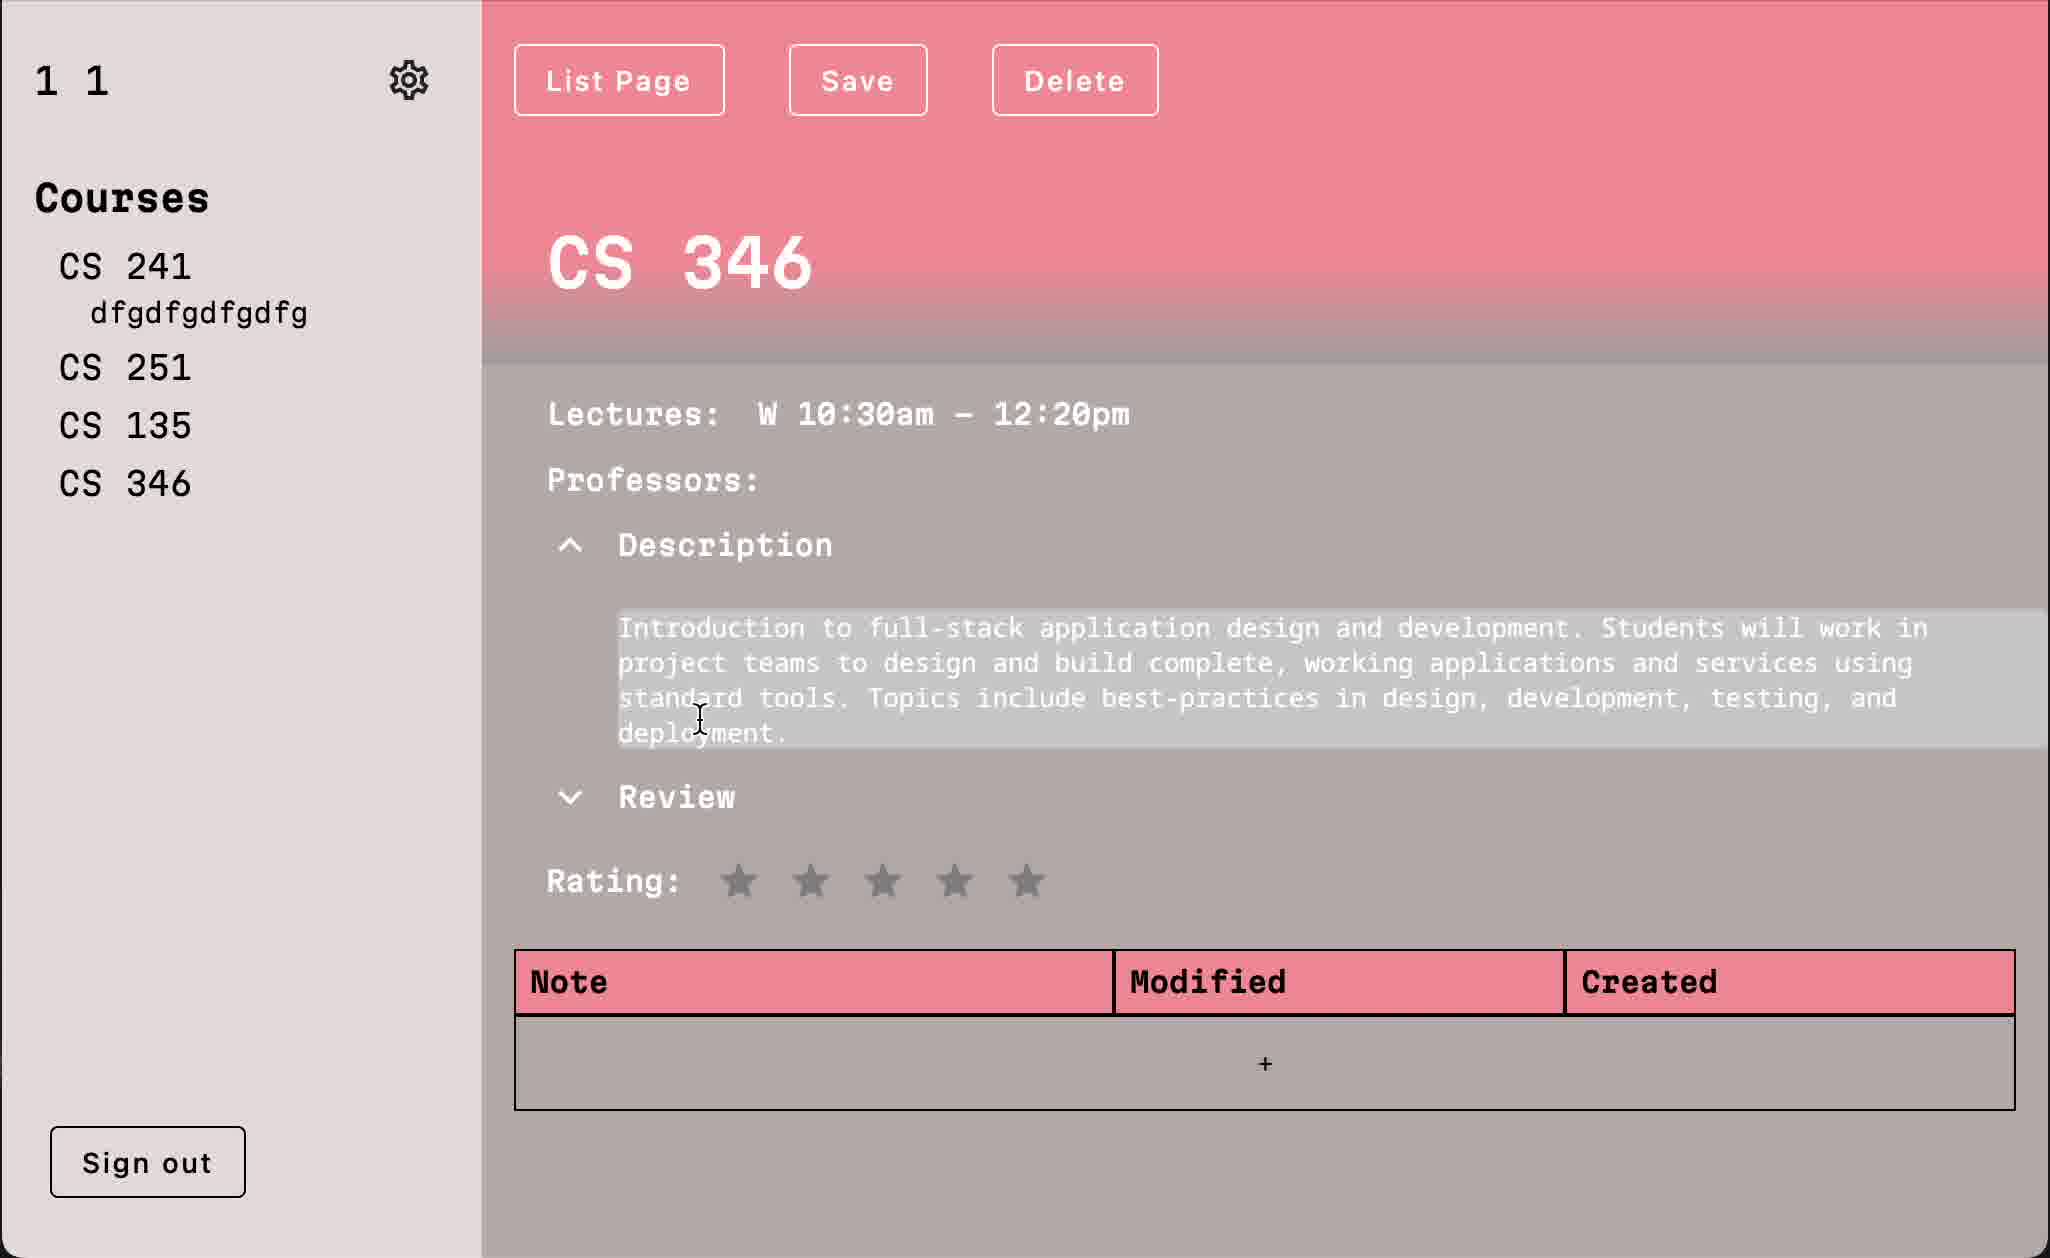 1 1
Courses
CS 241
dfgdfgdfgdfg
CS 251
CS 135
CS 346
Sign out
List Page
Save
Delete
CS 346
Lectures: W 10:30am - 12:20pm
Professors:
Description
Introduction to full-stack application design and development. Students will work in
project teams to design and build complete, working applications and services using
standard tools. Topics include best-practices in design, development, testing, and
deployment.
Review
Rating:
Note Modified Created
+